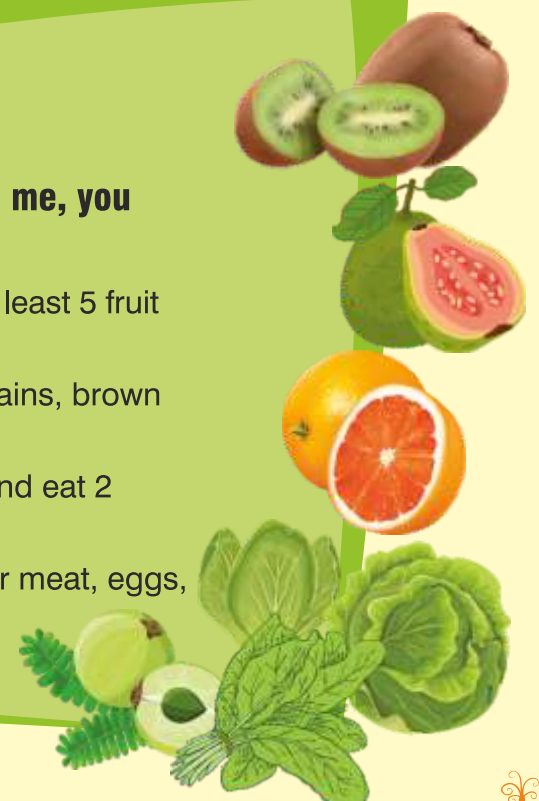 me, you
least 5 fruit
ains, brown
nd eat 2
r meat, eggs,